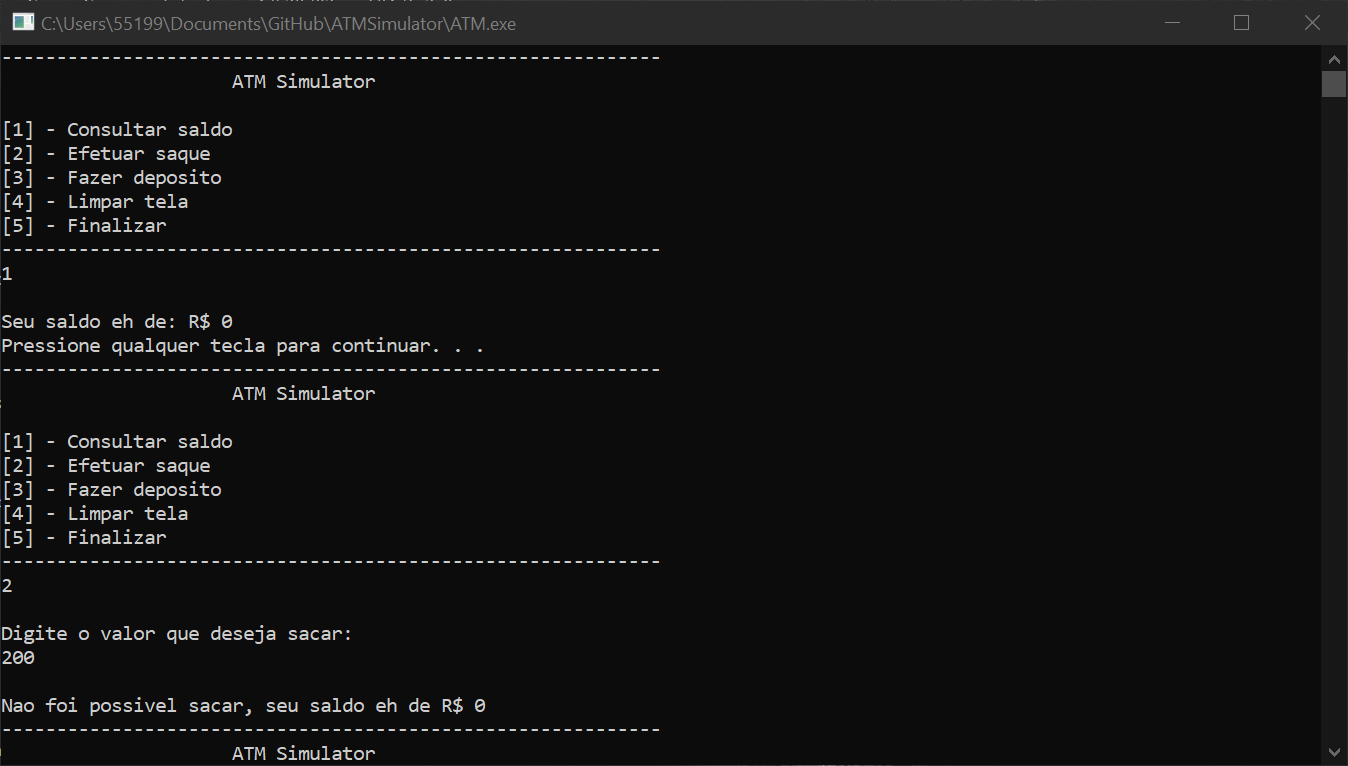 C:\Users\55199\Documents\GitHub\ATMSimulator\ATM.exe
------------------------------------------------------------
ATM Simulator
[1] - Consultar saldo
[2] - Efetuar saque
[3] - Fazer deposito
[4] - Limpar tela
[5] - Finalizar
------------------------------------------------------------
1
Seu saldo eh de: R$ 0
Pressione qualquer tecla para continuar. . .
------------------------------------------------------------
ATM Simulator
[1] - Consultar saldo
[2] - Efetuar saque
[3] - Fazer deposito
[4] - Limpar tela
[5] - Finalizar
------------------------------------------------------------
2
Digite o valor que deseja sacar:
200
Nao foi possivel sacar, seu saldo eh de R$ 0
------------------------------------------------------------
ATM Simulator